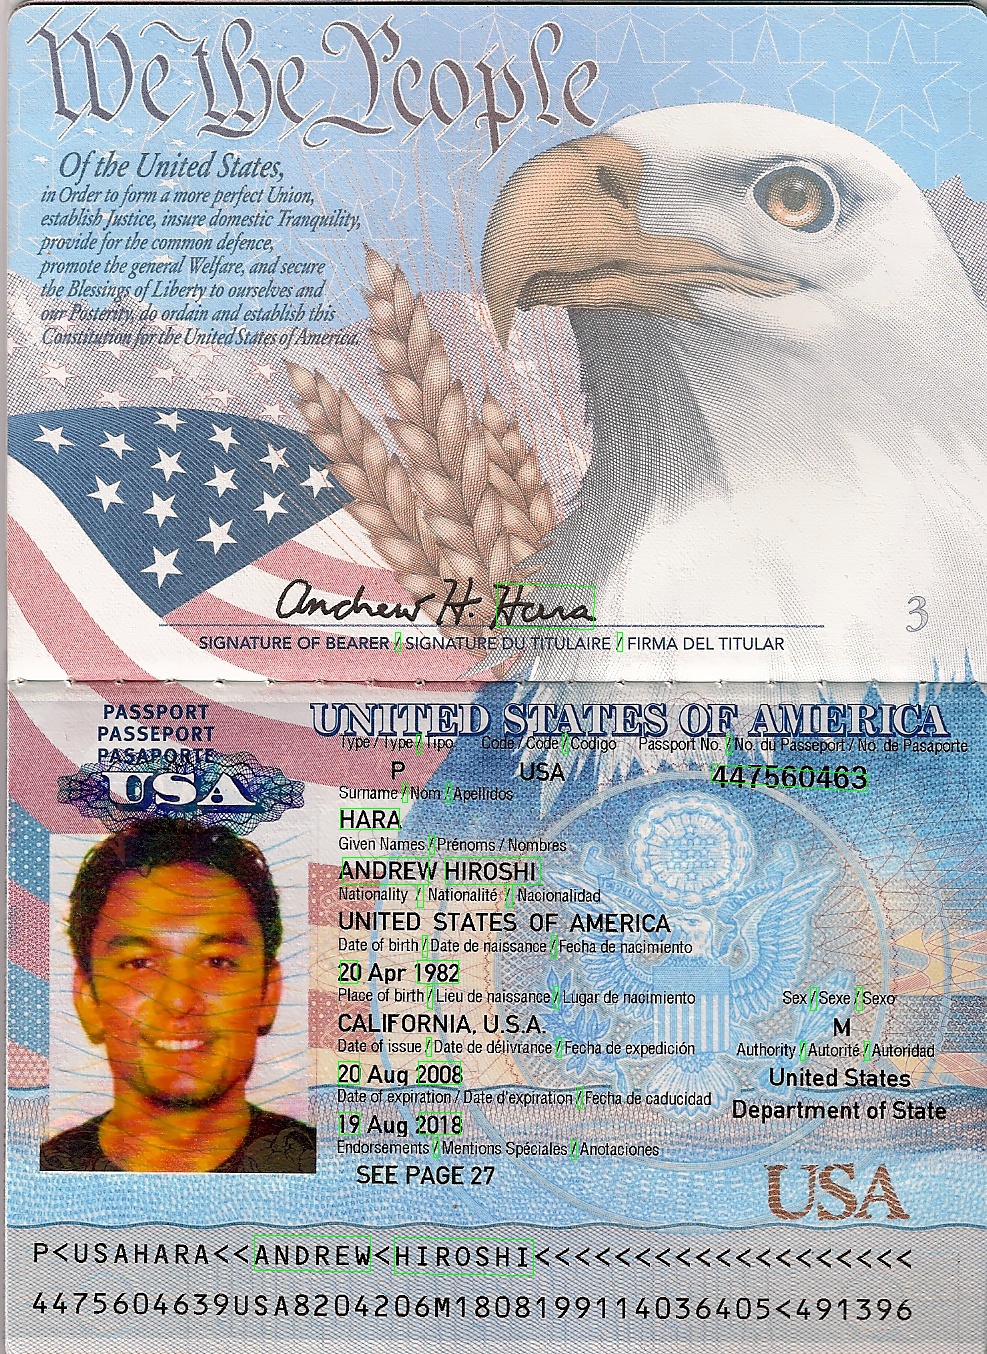 We the People
Of the United States,
in Order to form a more perfect Union,
establish Justice, insure domestic Tranquility,
provide for the common defence,
promote the general Welfare, and secure
the Blessings of Liberty to ourselves and
our Posterity, do ordain and establish this
Constitution for the United States of America.
Andrew H. Hara
SIGNATURE OF BEARER / SIGNATURE DU TITULAIRE / FIRMA DEL TITULAR
3
PASSPORT
PASSEPORT
PASAPORTE
USA
UNITED STATES OF AMERICA
Type / Type / Tipo Code / Code / Codigo Passport No. / No. du Passeport / No. de Pasaporte
P USA 447560463
Surname / Nom / Apellidos
HARA
Given Names / Prénoms / Nombres
ANDREW HIROSHI
Nationality / Nationalité / Nacionalidad
UNITED STATES OF AMERICA
Date of birth / Date de naissance / Fecha de nacimiento
20 Apr 1982
Place of birth / Lieu de naissance / Lugar de nacimiento Sex / Sexe / Sexo
CALIFORNIA, U.S.A. M
Date of issue / Date de délivrance / Fecha de expedición Authority / Autorité / Autoridad
20 Aug 2008 United States
Date of expiration / Date d'expiration / Fecha de caducidad Department of State
19 Aug 2018
Endorsements / Mentions Spéciales / Anotaciones
SEE PAGE 27
USA
P<USAHARA<<ANDREW<HIROSHI<<<<<<<<<<<<<<<<<<<
4475604639USA8204206M1808199114036405<491396